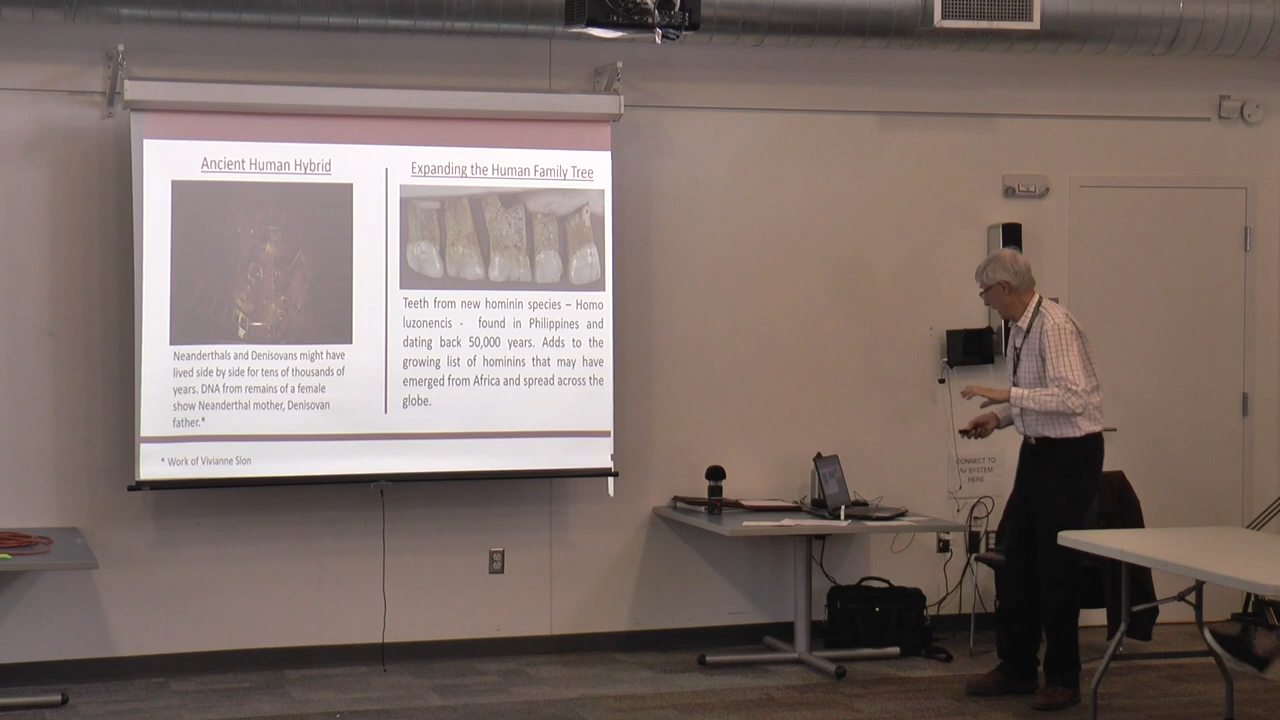 Ancient Human Hybrid
Neanderthals and Denisovans might have
lived side by side for tens of thousands of
years. DNA from remains of a female
show Neanderthal mother, Denisovan
father.*
Expanding the Human Family Tree
Teeth from new hominin species – Homo
luzonencis - found in Philippines and
dating back 50,000 years. Adds to the
growing list of hominins that may have
emerged from Africa and spread across the
globe.
* Work of Vivianne Slon
CONNECT TO
AV SYSTEM
HERE